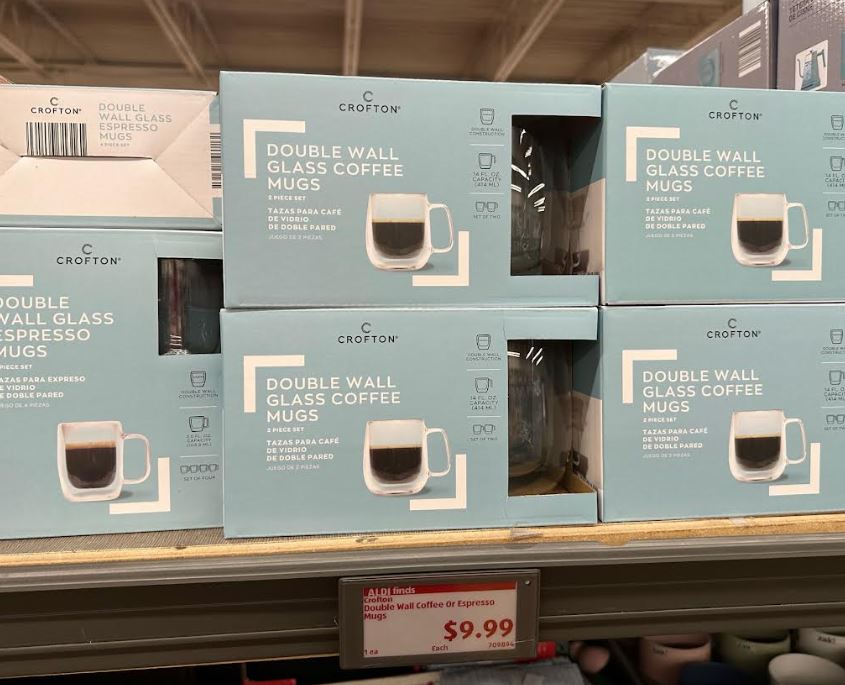 C
CROFTON®
DOUBLE
WALL GLASS
ESPRESSO
MUGS
4 PIECE SET
C
CROFTON®
DOUBLE WALL
GLASS COFFEE
MUGS
2 PIECE SET
TAZAS PARA CAFÉ
DE VIDRIO
DE DOBLE PARED
JUEGO DE 2 PIEZAS
DOUBLE WALL
CONSTRUCTION
14 FL. OZ.
CAPACITY
(414 ML)
SET OF TWO
C
CROFTON®
DOUBLE WALL
GLASS COFFEE
MUGS
2 PIECE SET
TAZAS PARA CAFÉ
DE VIDRIO
DE DOBLE PARED
JUEGO DE 2 PIEZAS
C
CROFTON®
DOUBLE
WALL GLASS
ESPRESSO
MUGS
PIECE SET
TAZAS PARA EXPRESO
DE VIDRIO
DE DOBLE PARED
DOUBLE WALL
CONSTRUCTION
CAPACITY
SET OF FOUR
C
CROFTON®
DOUBLE WALL
GLASS COFFEE
MUGS
2 PIECE SET
TAZAS PARA CAFÉ
DE VIDRIO
DE DOBLE PARED
JUEGO DE 2 PIEZAS
DOUBLE WALL
CONSTRUCTION
14 FL. OZ.
CAPACITY
(414 ML)
SET OF TWO
C
CROFTON®
DOUBLE WALL
GLASS COFFEE
MUGS
2 PIECE SET
TAZAS PARA CAFÉ
DE VIDRIO
DE DOBLE PARED
JUEGO DE 2 PIEZAS
ALDI finds
Crofton
Double Wall Coffee Or Espresso
Mugs
$9.99
1 ea
Each
709894